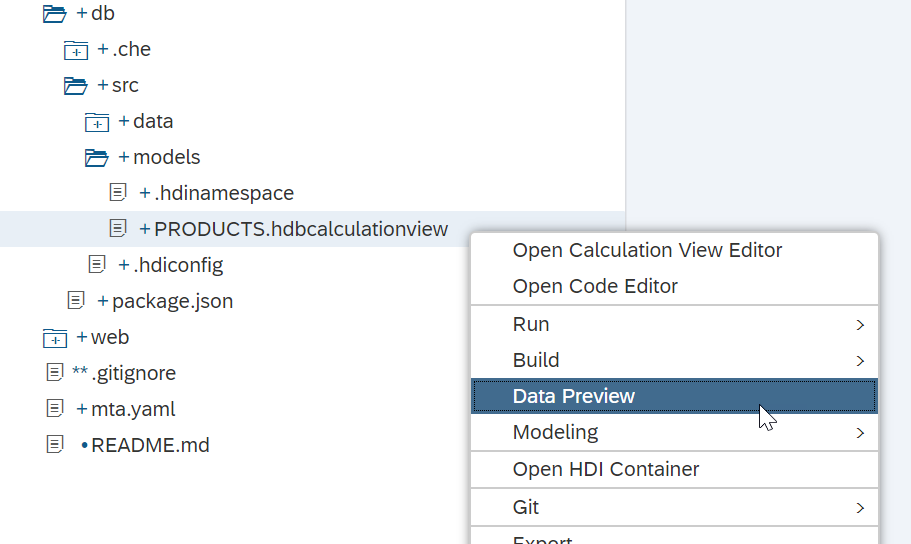 + db
+ .che
+ src
+ data
+ models
+ .hdinamespace
+ PRODUCTS.hdbcalculationview
+ .hdiconfig
+ package.json
+ web
** .gitignore
+ mta.yaml
• README.md
Open Calculation View Editor
Open Code Editor
Run >
Build >
Data Preview
Modeling >
Open HDI Container
Git >
Export